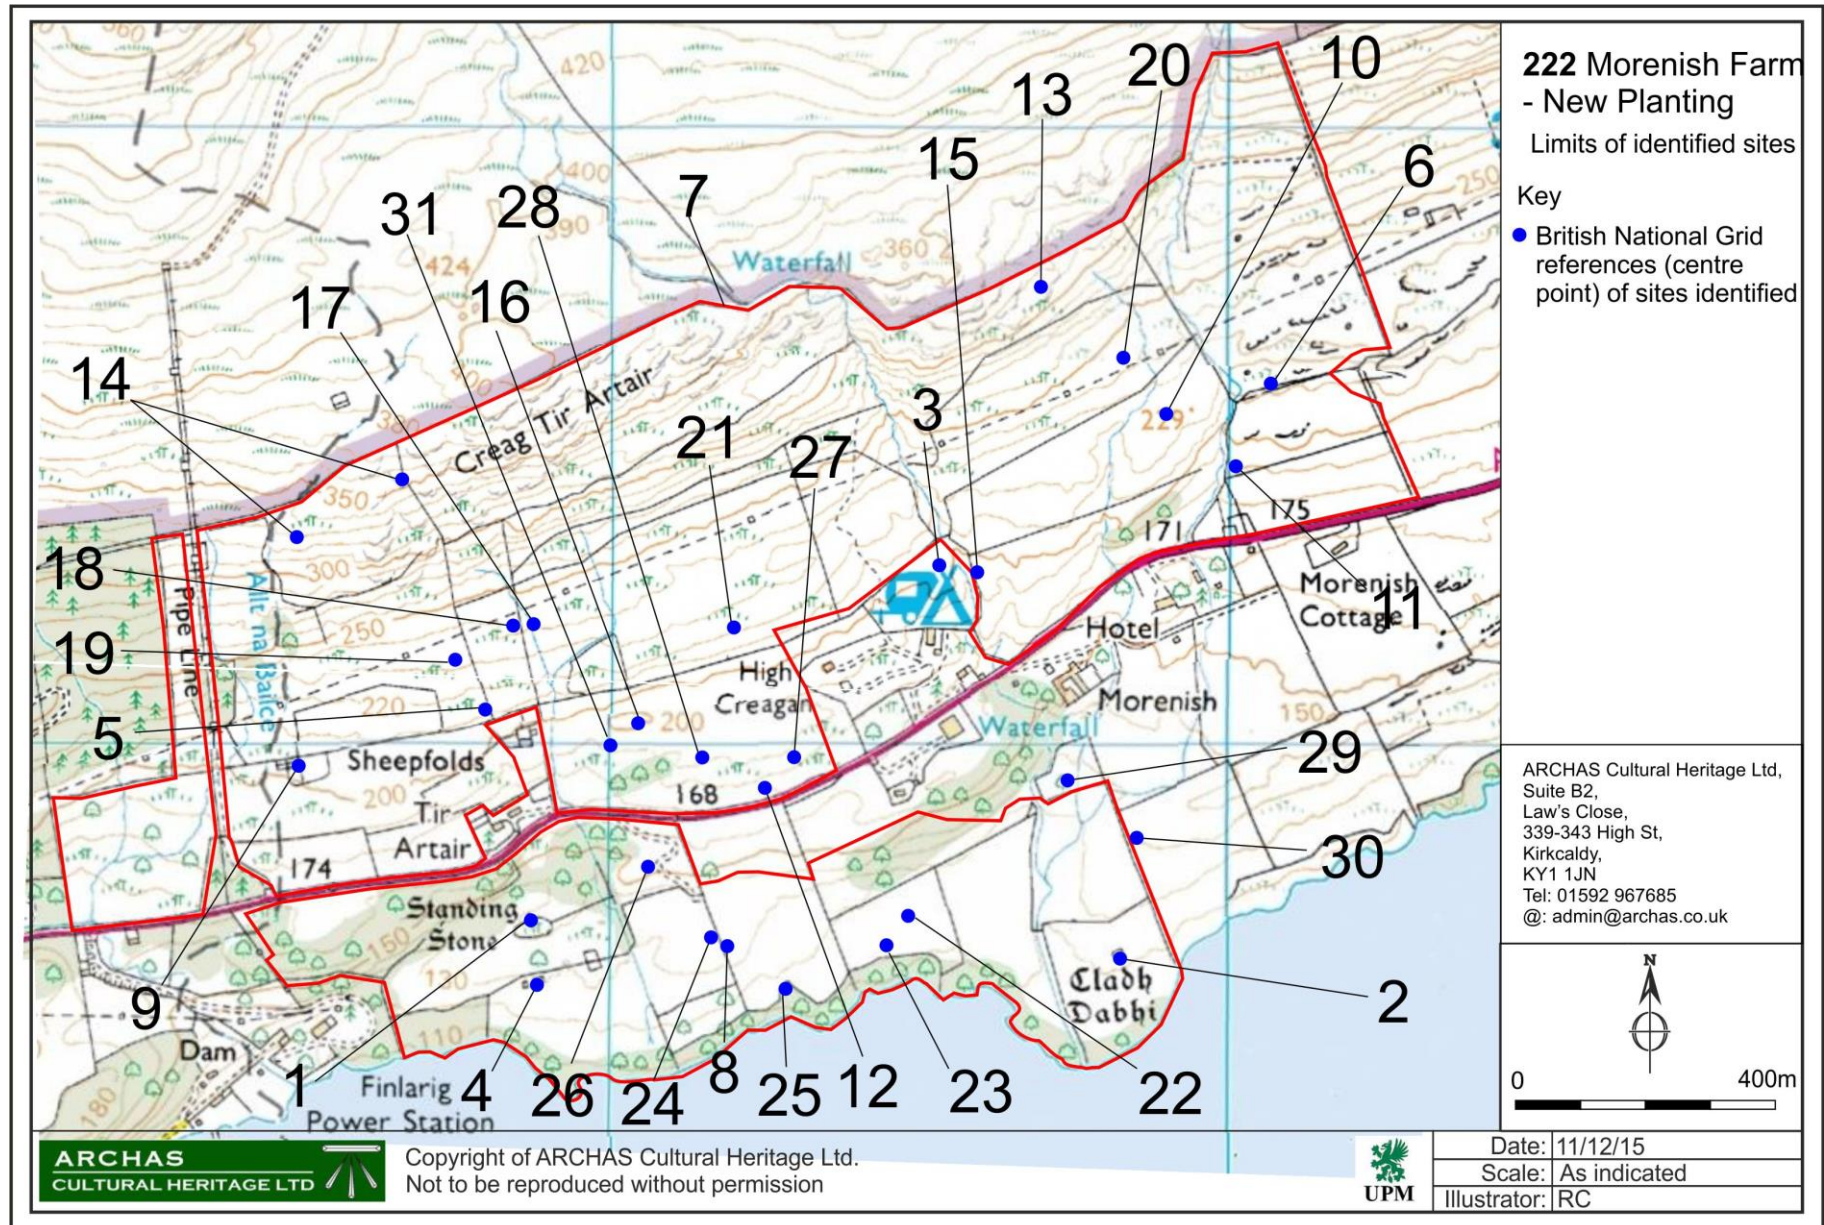 222 Morenish Farm
- New Planting
Limits of identified sites
Key
British National Grid
references (centre
point) of sites identified
360
420
20
10
13
15
6
400
250
7
31
28
390
Waterfall
360
424
17
16
14
3
Creag Tir Artair
21
229
27
350
175
171
18
300
Morenish
Cottage
11
Pipe Line
Allt na Bailce
250
Hotel
19
High
Creagan
Morenish
220
200
150
5
Waterfall
Sheepfolds
29
200
168
Tir
Artair
30
174
Standing
Stone
150
130
Cladh
Dabhi
2
9
110
Dam
1
4
26
24
8
25
12
23
22
Finlarig
Power Station
180
ARCHAS Cultural Heritage Ltd,
Suite B2,
Law's Close,
339-343 High St,
Kirkcaldy,
KY1 1JN
Tel: 01592 967685
@: admin@archas.co.uk
N
0 400m
ARCHAS
CULTURAL HERITAGE LTD
Copyright of ARCHAS Cultural Heritage Ltd.
Not to be reproduced without permission
UPM
Date: 11/12/15
Scale: As indicated
Illustrator: RC